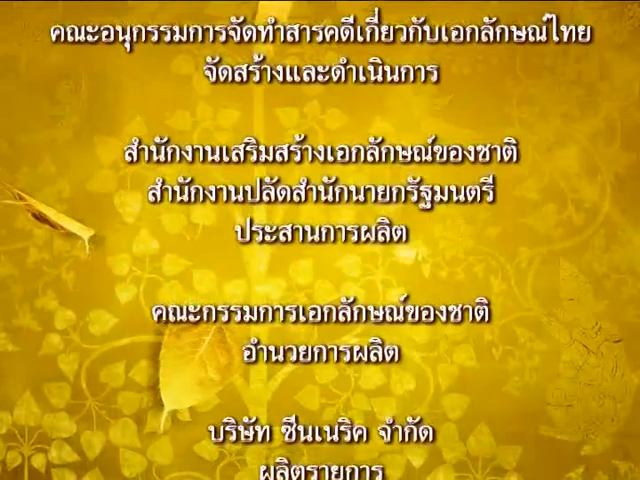 คณะอนุกรรมการจัดทำสารคดีเกี่ยวกับเอกลักษณ์ไทย
จัดสร้างและดำเนินการ
สำนักงานเสริมสร้างเอกลักษณ์ของชาติ
สำนักงานปลัดสำนักนายกรัฐมนตรี
ประสานการผลิต
คณะกรรมการเอกลักษณ์ของชาติ
อำนวยการผลิต
บริษัท ซีนเนริค จำกัด
ผลิตรายการ